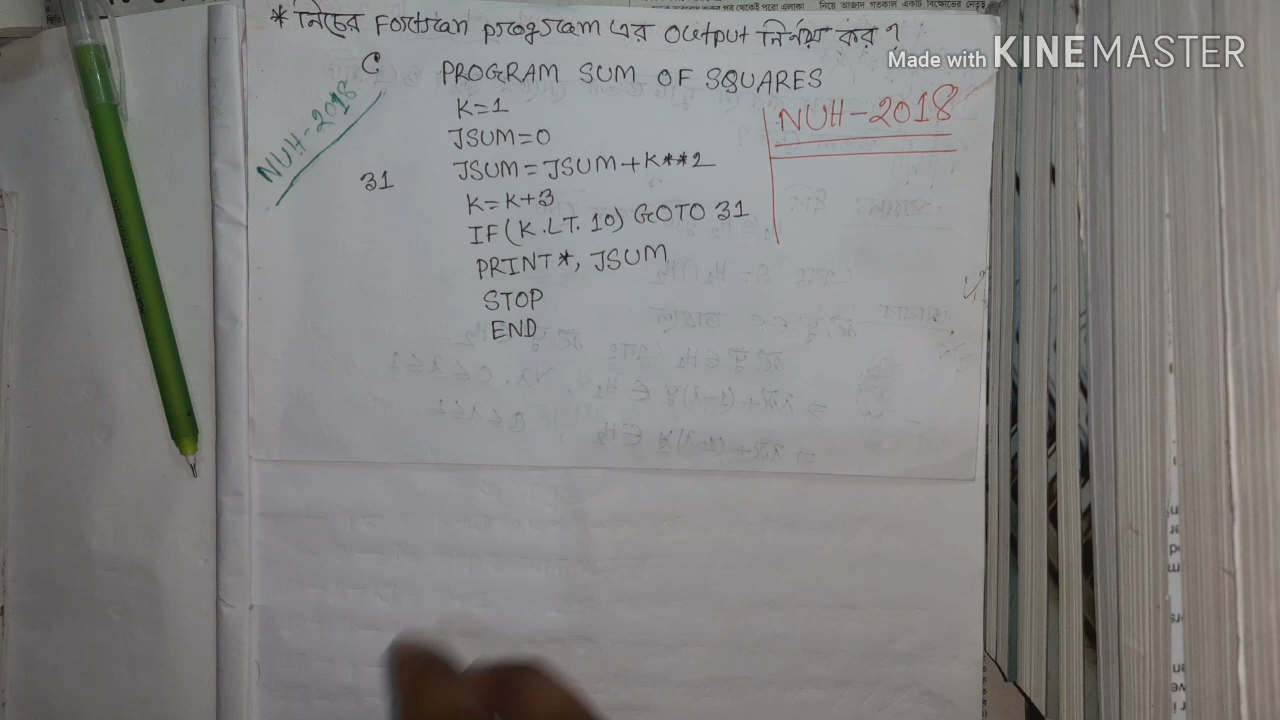 * নিচের Fortran program এর output নির্ণয় কর ?
Made with KINEMASTER
C PROGRAM SUM OF SQUARES
NUH-2018
NUH-2018
K=1
JSUM=0
31 JSUM=JSUM+K**2
K=K+3
IF(K.LT.10) GOTO 31
PRINT*, JSUM
STOP
END